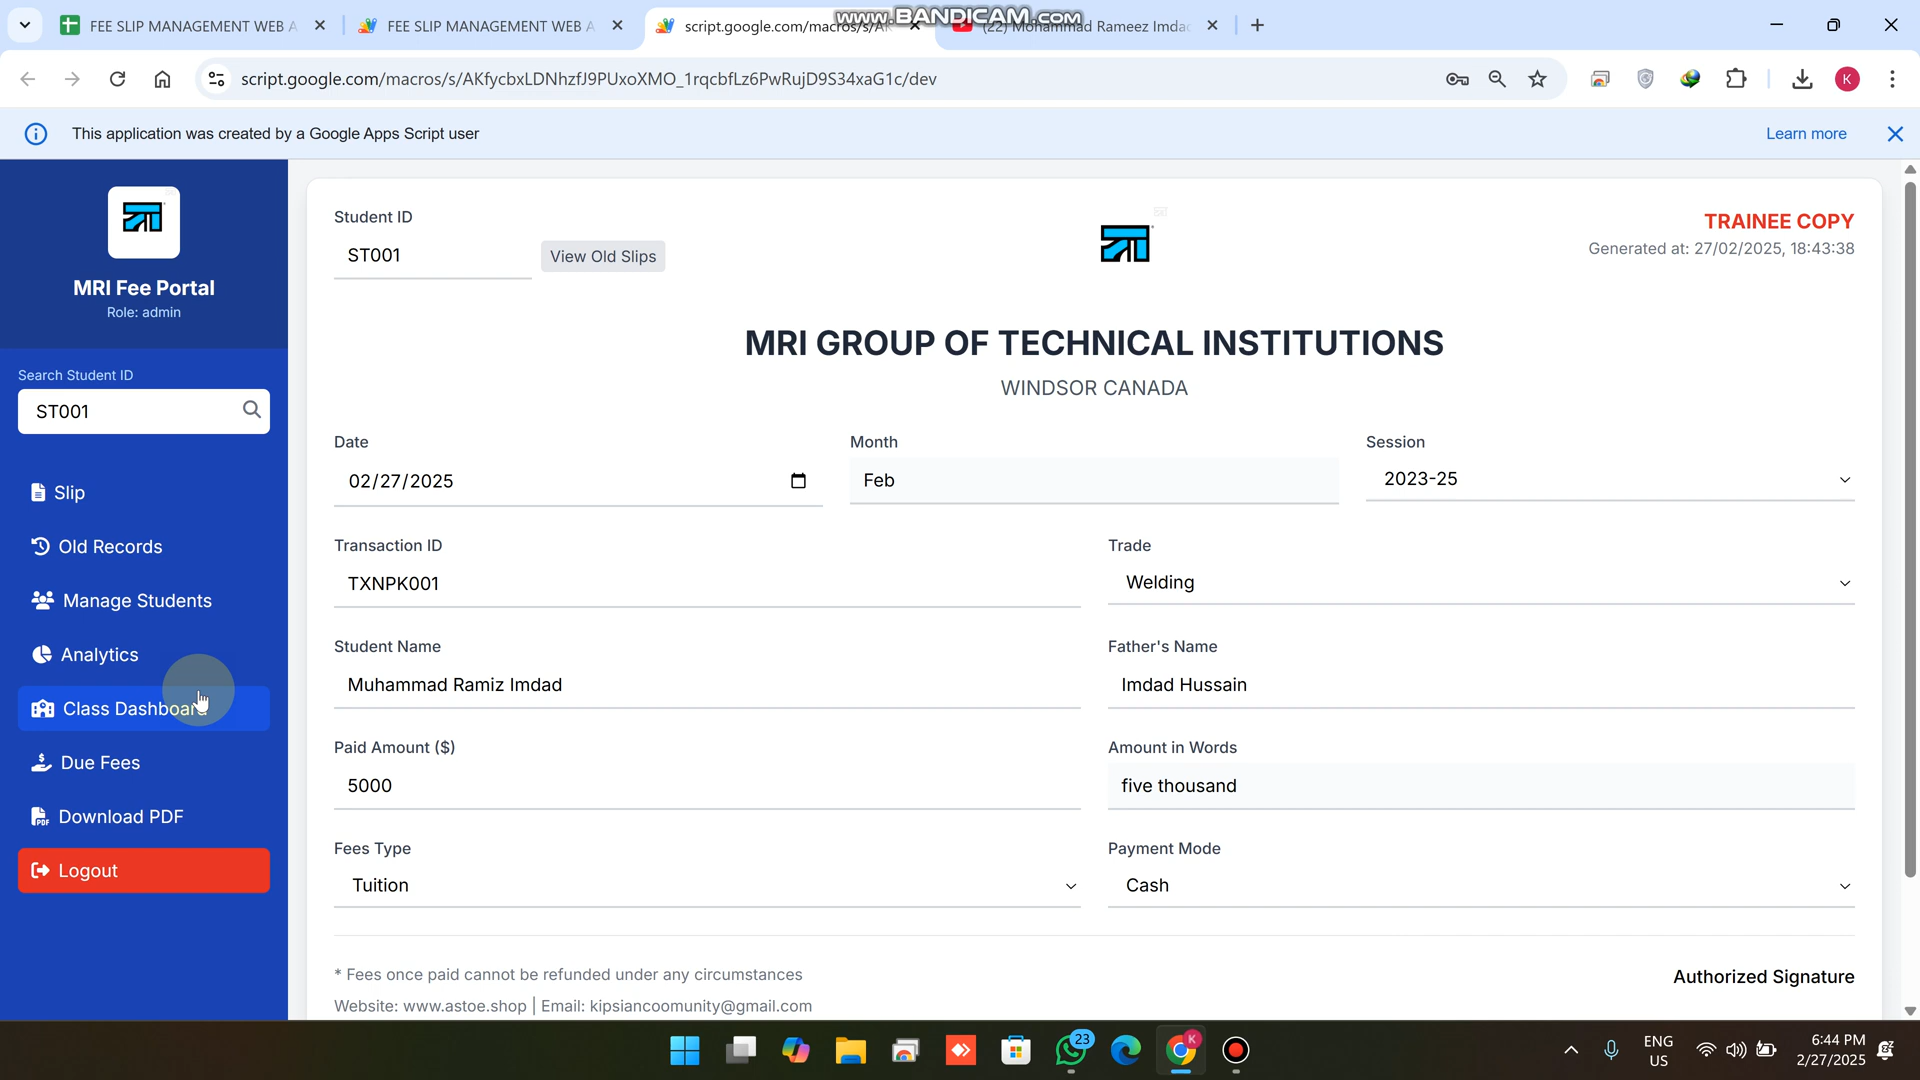 FEE SLIP MANAGEMENT WEB A
FEE SLIP MANAGEMENT WEB A
script.google.com/macros/s/AK
(22) Mohammad Rameez Imdad
www.BANDICAM.com
script.google.com/macros/s/AKfycbxLDNhzfJ9PUxoXMO_1rqcbfLz6PwRujD9S34xaG1c/dev
K
This application was created by a Google Apps Script user
Learn more
MRI Fee Portal
Role: admin
Search Student ID
ST001
Slip
Old Records
Manage Students
Analytics
Class Dashboard
Due Fees
Download PDF
Logout
Student ID
ST001
View Old Slips
TRAINEE COPY
Generated at: 27/02/2025, 18:43:38
MRI GROUP OF TECHNICAL INSTITUTIONS
WINDSOR CANADA
Date
Month
Session
02/27/2025
Feb
2023-25
Transaction ID
Trade
TXNPK001
Welding
Student Name
Father's Name
Muhammad Ramiz Imdad
Imdad Hussain
Paid Amount ($)
Amount in Words
5000
five thousand
Fees Type
Payment Mode
Tuition
Cash
* Fees once paid cannot be refunded under any circumstances
Authorized Signature
Website: www.astoe.shop | Email: kipsiancoomunity@gmail.com
23
K
ENG
US
6:44 PM
2/27/2025